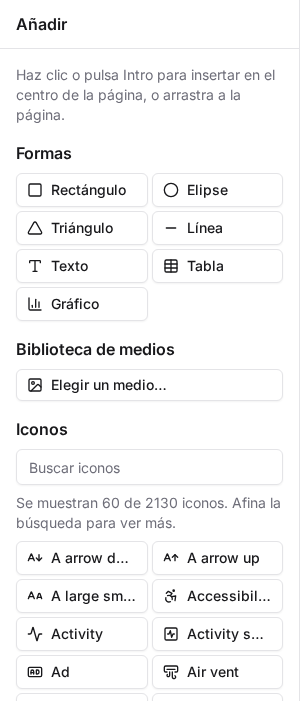 Añadir
Haz clic o pulsa Intro para insertar en el
centro de la página, o arrastra a la
página.
Formas
Rectángulo
Elipse
Triángulo
Línea
Texto
Tabla
Gráfico
Biblioteca de medios
Elegir un medio...
Iconos
Buscar iconos
Se muestran 60 de 2130 iconos. Afina la
búsqueda para ver más.
A arrow d...
A arrow up
A large sm...
Accessibil...
Activity
Activity s...
Ad
Air vent